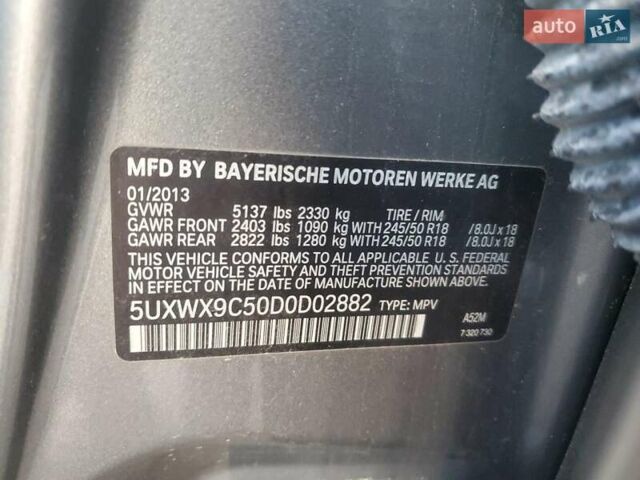 auto RIA
.com
MFD BY BAYERISCHE MOTOREN WERKE AG
01/2013
GVWR 5137 lbs 2330 kg TIRE / RIM
GAWR FRONT 2403 lbs 1090 kg WITH 245/50 R18 / 8.0J x 18
GAWR REAR 2822 lbs 1280 kg WITH 245/50 R18 / 8.0J x 18
THIS VEHICLE CONFORMS TO ALL APPLICABLE U. S. FEDERAL
MOTOR VEHICLE SAFETY, BUMPER, AND THEFT PREVENTION STANDARDS
IN EFFECT ON THE DATE OF MANUFACTURE SHOWN ABOVE.
5UXWX9C50D0D02882 TYPE: MPV
A52M
7 320 730